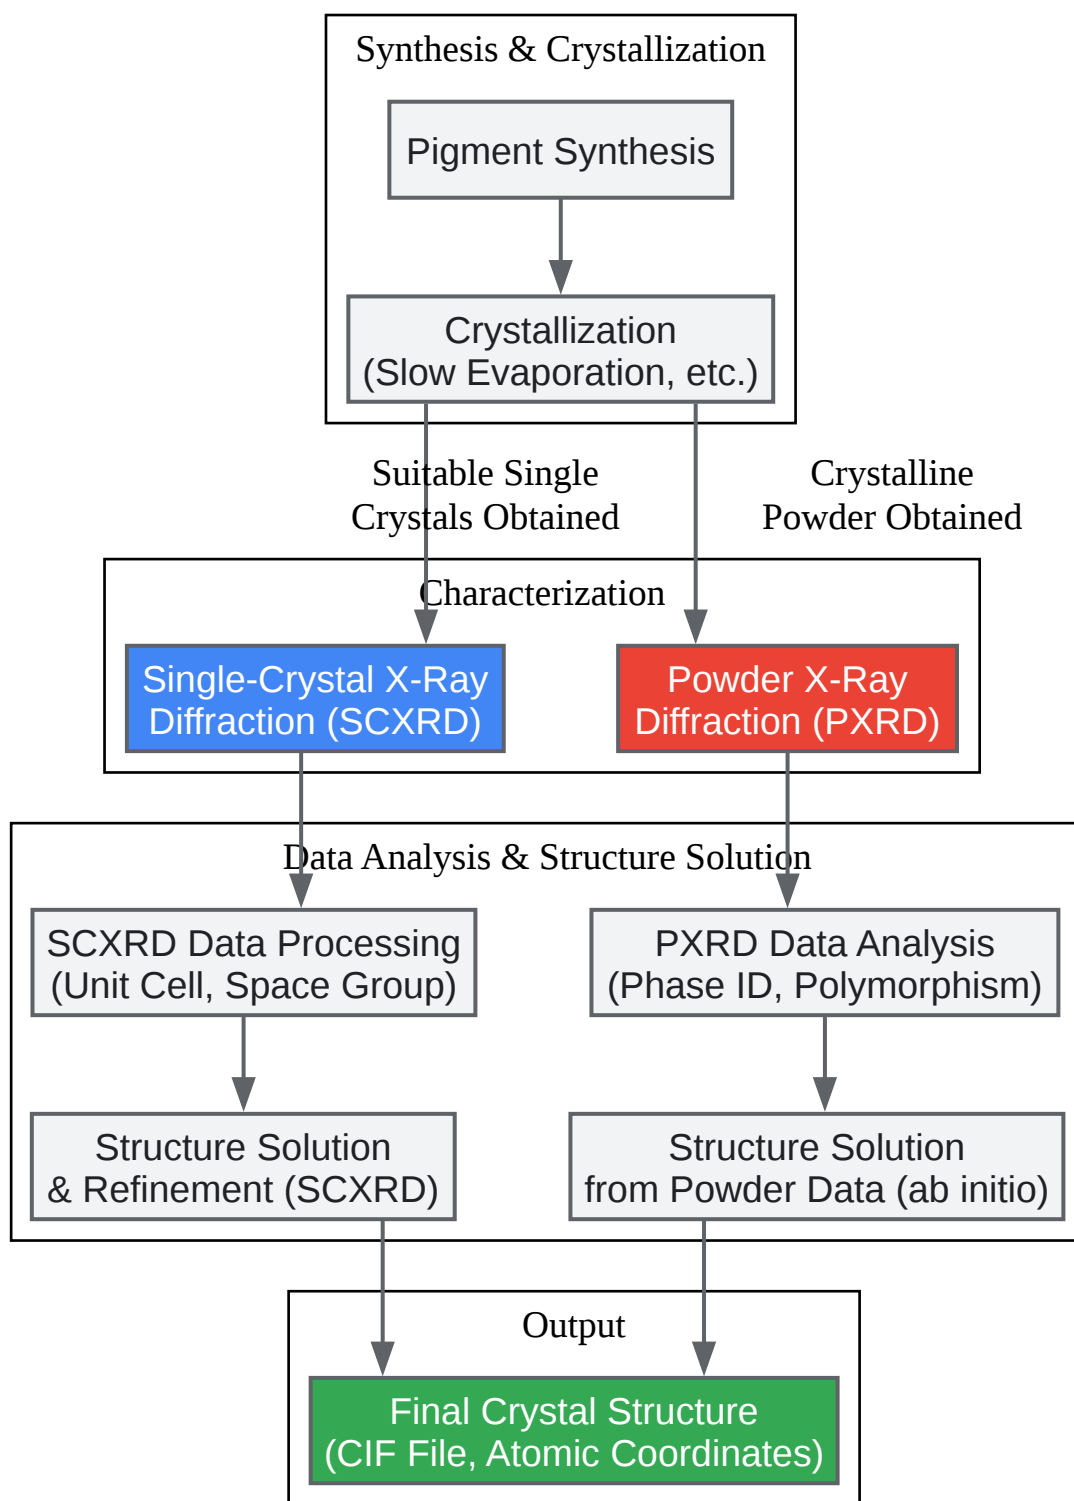 Synthesis & Crystallization
Pigment Synthesis
Crystallization
(Slow Evaporation, etc.)
Suitable Single
Crystals Obtained
Crystalline
Powder Obtained
Characterization
Single-Crystal X-Ray
Diffraction (SCXRD)
Powder X-Ray
Diffraction (PXRD)
Data Analysis & Structure Solution
SCXRD Data Processing
(Unit Cell, Space Group)
PXRD Data Analysis
(Phase ID, Polymorphism)
Structure Solution
& Refinement (SCXRD)
Structure Solution
from Powder Data (ab initio)
Output
Final Crystal Structure
(CIF File, Atomic Coordinates)